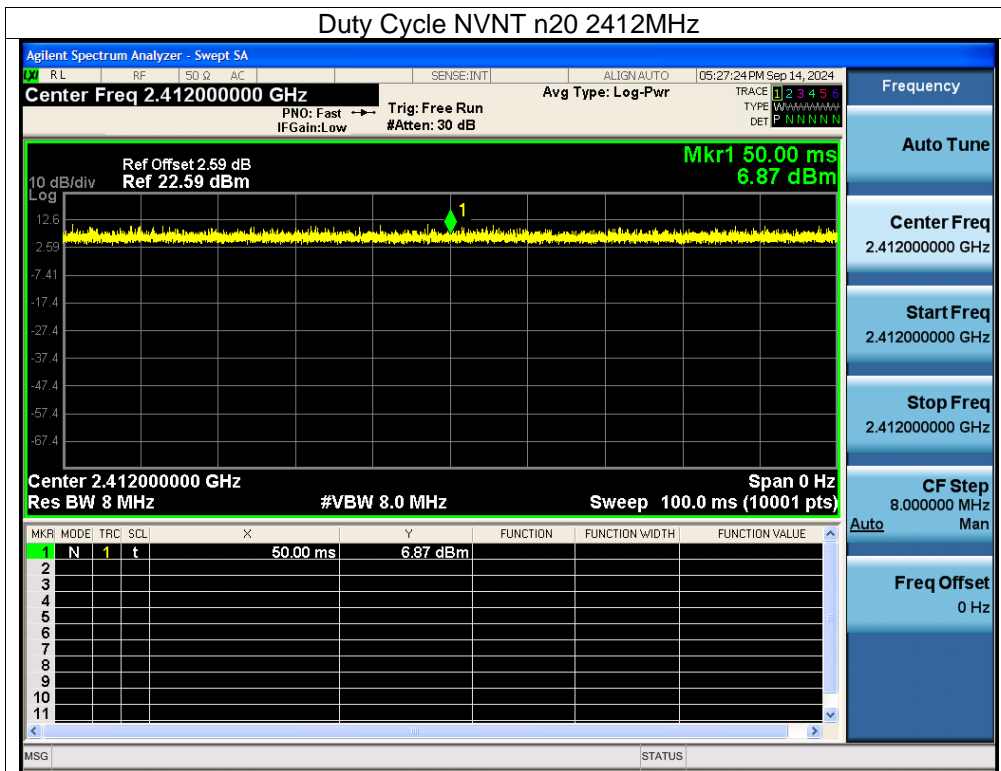 Duty Cycle NVNT n20 2412MHz
Agilent Spectrum Analyzer - Swept SA
LXI RL RF 50 Ω AC SENSE:INT ALIGN AUTO 05:27:24 PM Sep 14, 2024
Center Freq 2.412000000 GHz
PNO: Fast
IFGain:Low
Trig: Free Run
#Atten: 30 dB
Avg Type: Log-Pwr
TRACE 1 2 3 4 5 6
TYPE WWWWWW
DET P N N N N N
Mkr1 50.00 ms
6.87 dBm
Ref Offset 2.59 dB
10 dB/div Ref 22.59 dBm
Log
1
12.6
2.59
-7.41
-17.4
-27.4
-37.4
-47.4
-57.4
-67.4
Center 2.412000000 GHz Span 0 Hz
Res BW 8 MHz #VBW 8.0 MHz Sweep 100.0 ms (10001 pts)
MKR MODE TRC SCL X Y FUNCTION FUNCTION WIDTH FUNCTION VALUE
1 N 1 t 50.00 ms 6.87 dBm
2
3
4
5
6
7
8
9
10
11
MSG STATUS
Frequency
Auto Tune
Center Freq
2.412000000 GHz
Start Freq
2.412000000 GHz
Stop Freq
2.412000000 GHz
CF Step
8.000000 MHz
Auto Man
Freq Offset
0 Hz